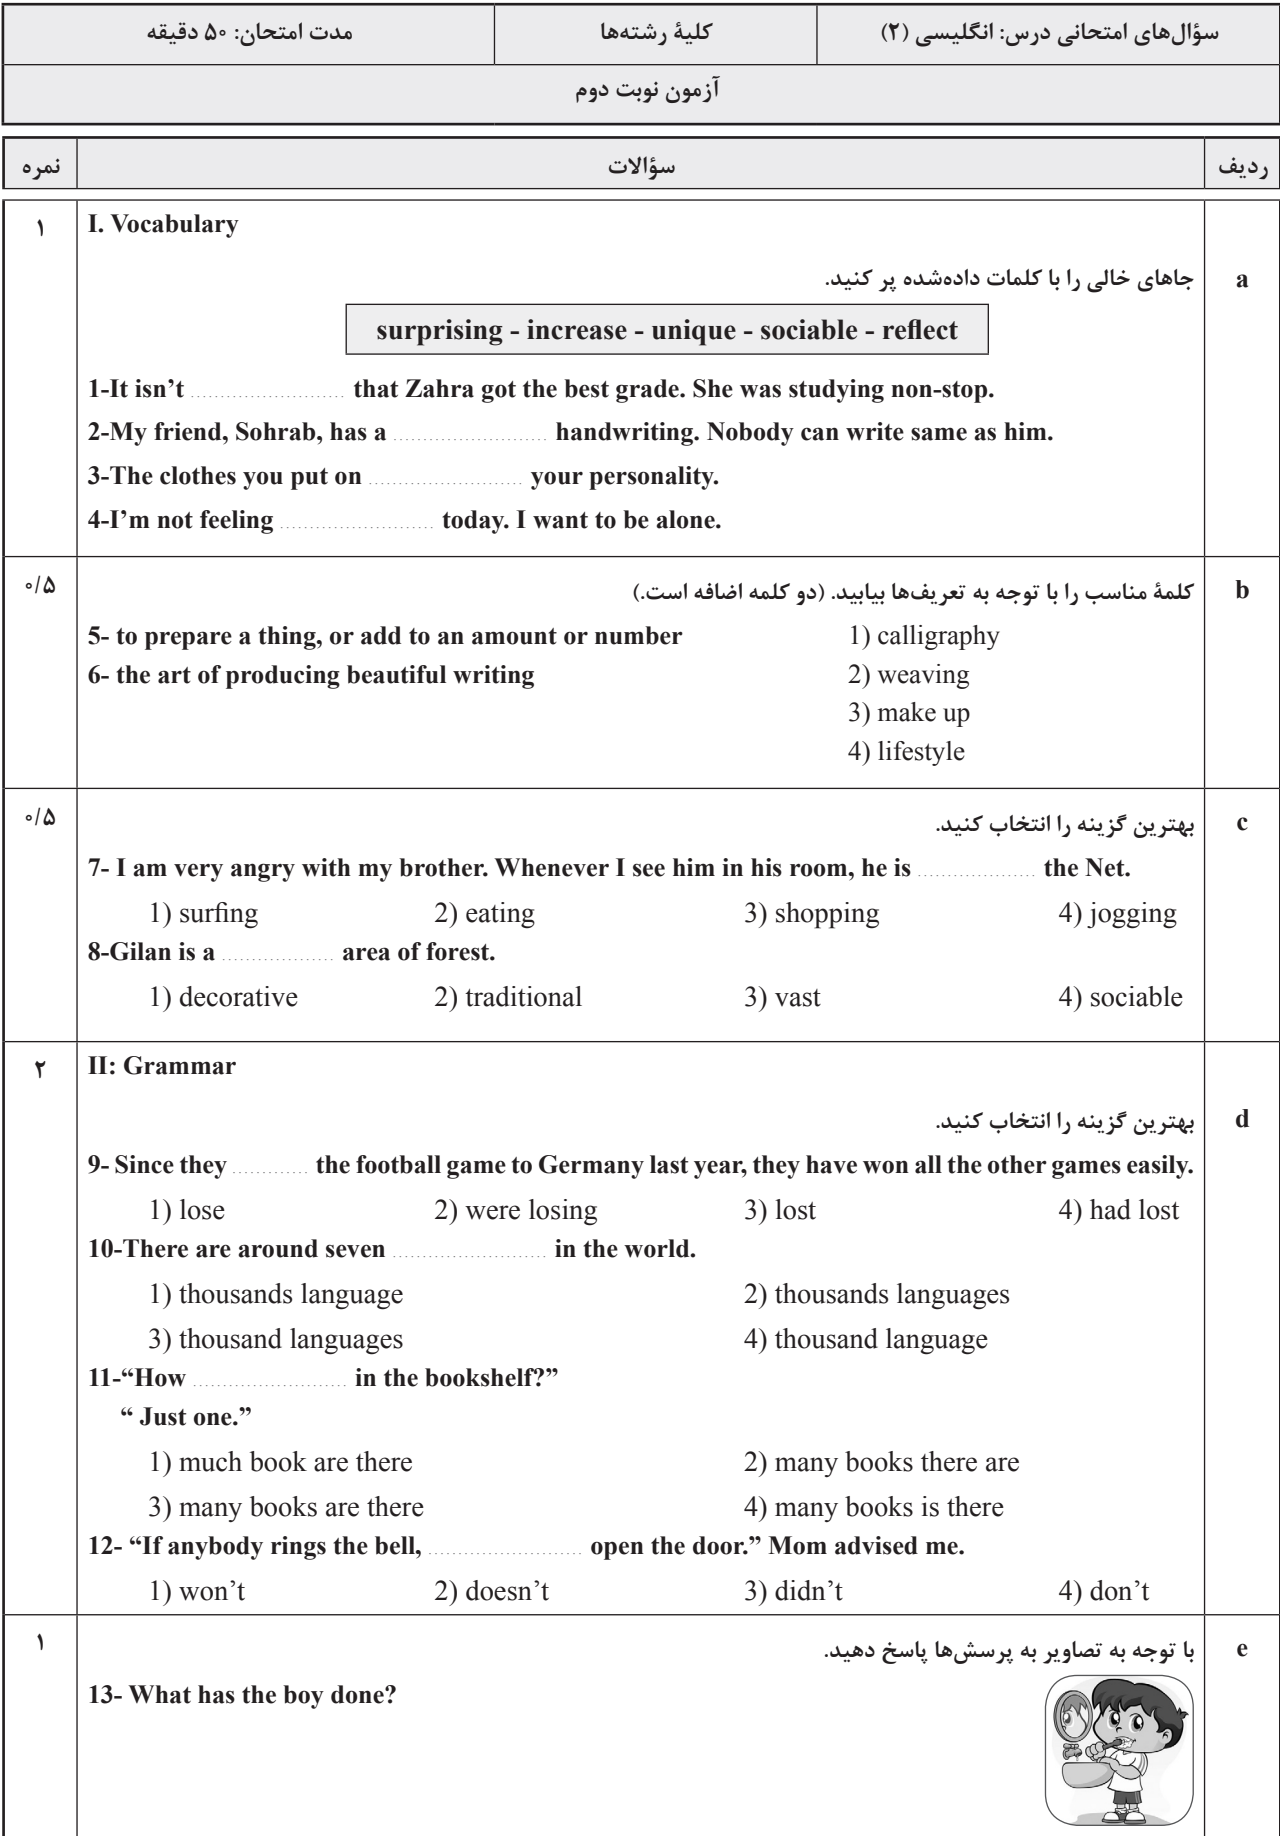 سؤال‌های امتحانی درس: انگلیسی (۲) کلیۀ رشته‌ها مدت امتحان: ۵۰ دقیقه
آزمون نوبت دوم
ردیف سؤالات نمره
I. Vocabulary ۱
a جاهای خالی را با کلمات داده‌شده پر کنید.
surprising - increase - unique - sociable - reflect
1-It isn’t .......................... that Zahra got the best grade. She was studying non-stop.
2-My friend, Sohrab, has a .......................... handwriting. Nobody can write same as him.
3-The clothes you put on .......................... your personality.
4-I’m not feeling .......................... today. I want to be alone.
b کلمۀ مناسب را با توجه به تعریف‌ها بیابید. (دو کلمه اضافه است.) ۰/۵
5- to prepare a thing, or add to an amount or number 1) calligraphy
6- the art of producing beautiful writing 2) weaving
3) make up
4) lifestyle
c بهترین گزینه را انتخاب کنید. ۰/۵
7- I am very angry with my brother. Whenever I see him in his room, he is .................... the Net.
1) surfing 2) eating 3) shopping 4) jogging
8-Gilan is a ................... area of forest.
1) decorative 2) traditional 3) vast 4) sociable
II: Grammar ۲
d بهترین گزینه را انتخاب کنید.
9- Since they ............. the football game to Germany last year, they have won all the other games easily.
1) lose 2) were losing 3) lost 4) had lost
10-There are around seven .......................... in the world.
1) thousands language 2) thousands languages
3) thousand languages 4) thousand language
11-“How .......................... in the bookshelf?”
“ Just one.”
1) much book are there 2) many books there are
3) many books are there 4) many books is there
12- “If anybody rings the bell, .......................... open the door.” Mom advised me.
1) won’t 2) doesn’t 3) didn’t 4) don’t
e با توجه به تصاویر به پرسش‌ها پاسخ دهید. ۱
13- What has the boy done?